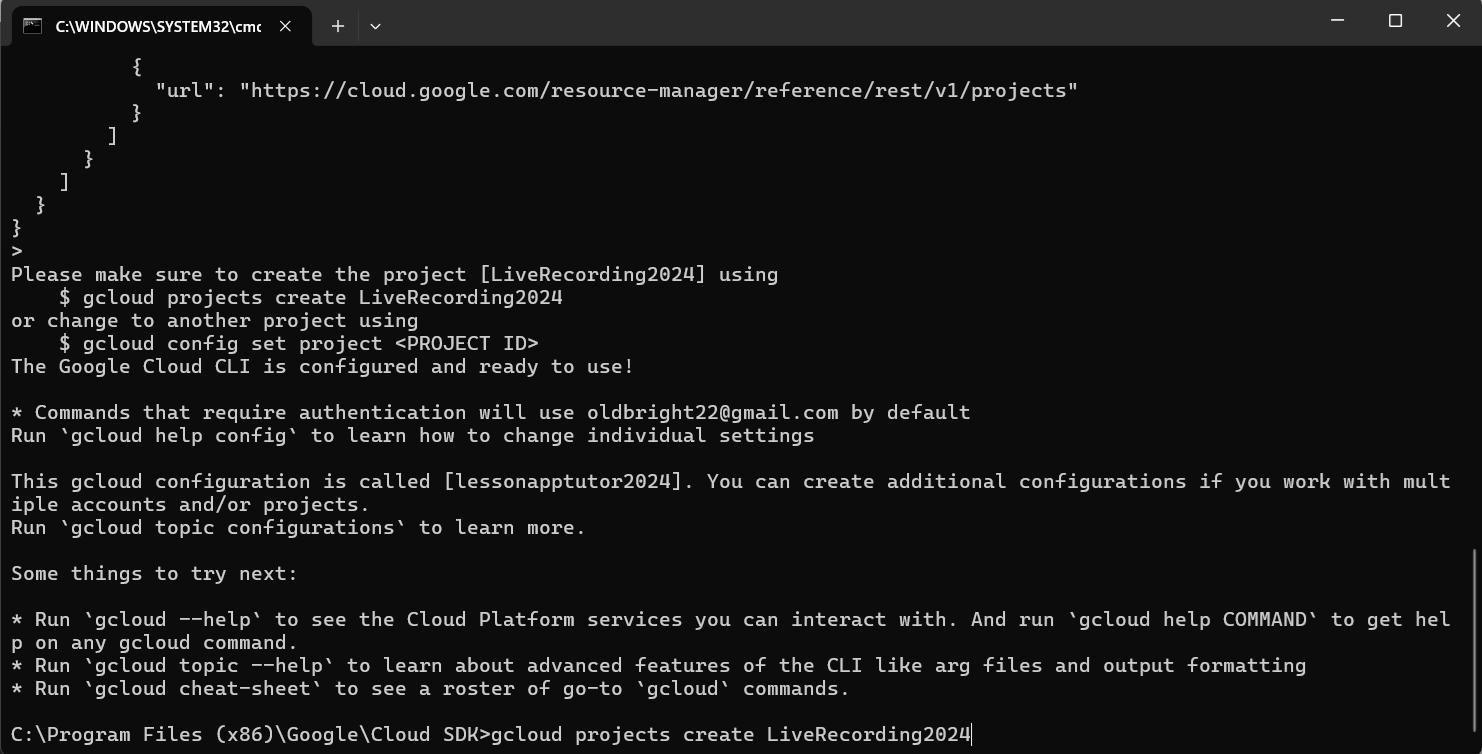 C:\WINDOWS\SYSTEM32\cmd
{
"url": "https://cloud.google.com/resource-manager/reference/rest/v1/projects"
}
]
}
]
}
}
>
Please make sure to create the project [LiveRecording2024] using
$ gcloud projects create LiveRecording2024
or change to another project using
$ gcloud config set project <PROJECT ID>
The Google Cloud CLI is configured and ready to use!
* Commands that require authentication will use oldbright22@gmail.com by default
Run `gcloud help config` to learn how to change individual settings
This gcloud configuration is called [lessonapptutor2024]. You can create additional configurations if you work with mult
iple accounts and/or projects.
Run `gcloud topic configurations` to learn more.
Some things to try next:
* Run `gcloud --help` to see the Cloud Platform services you can interact with. And run `gcloud help COMMAND` to get hel
p on any gcloud command.
* Run `gcloud topic --help` to learn about advanced features of the CLI like arg files and output formatting
* Run `gcloud cheat-sheet` to see a roster of go-to `gcloud` commands.
C:\Program Files (x86)\Google\Cloud SDK>gcloud projects create LiveRecording2024